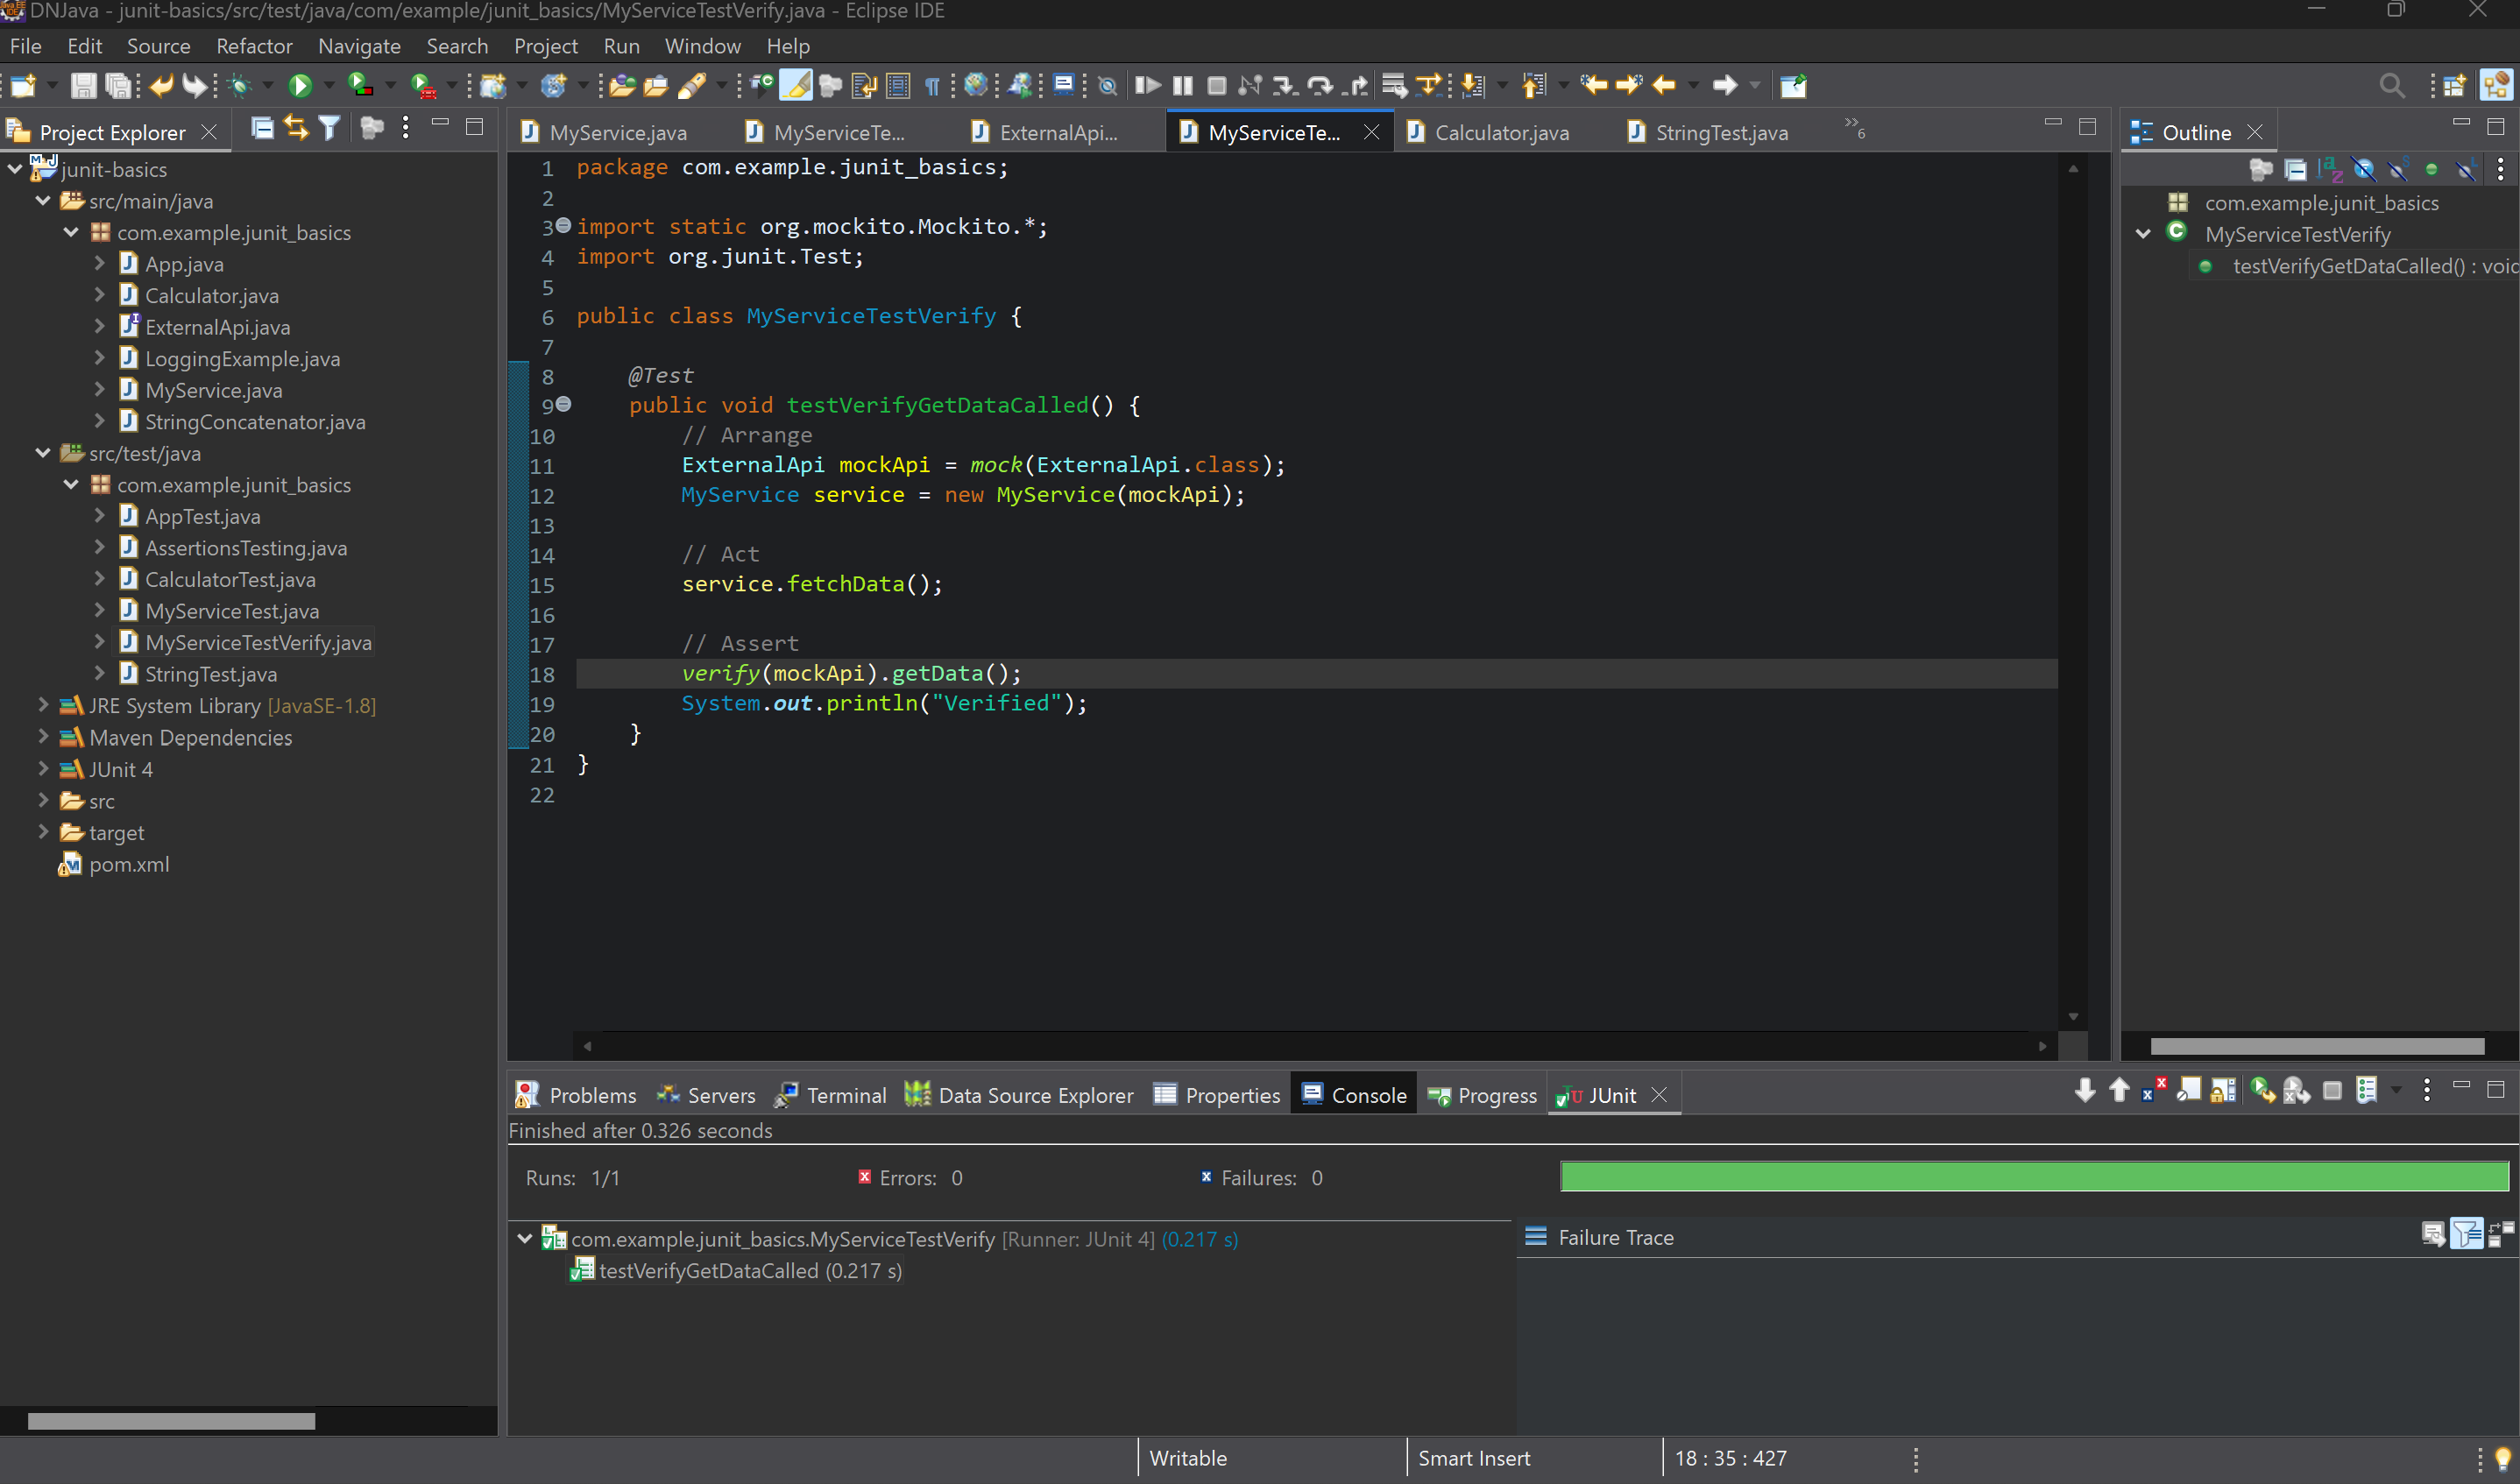 DNJava - junit-basics/src/test/java/com/example/junit_basics/MyServiceTestVerify.java - Eclipse IDE
File Edit Source Refactor Navigate Search Project Run Window Help
Project Explorer
junit-basics
src/main/java
com.example.junit_basics
App.java
Calculator.java
ExternalApi.java
LoggingExample.java
MyService.java
StringConcatenator.java
src/test/java
com.example.junit_basics
AppTest.java
AssertionsTesting.java
CalculatorTest.java
MyServiceTest.java
MyServiceTestVerify.java
StringTest.java
JRE System Library [JavaSE-1.8]
Maven Dependencies
JUnit 4
src
target
pom.xml
MyService.java MyServiceTe... ExternalApi... MyServiceTe... Calculator.java StringTest.java »6
1 package com.example.junit_basics;
2
3 import static org.mockito.Mockito.*;
4 import org.junit.Test;
5
6 public class MyServiceTestVerify {
7
8 @Test
9 public void testVerifyGetDataCalled() {
10 // Arrange
11 ExternalApi mockApi = mock(ExternalApi.class);
12 MyService service = new MyService(mockApi);
13
14 // Act
15 service.fetchData();
16
17 // Assert
18 verify(mockApi).getData();
19 System.out.println("Verified");
20 }
21 }
22
Outline
com.example.junit_basics
MyServiceTestVerify
testVerifyGetDataCalled() : void
Problems Servers Terminal Data Source Explorer Properties Console Progress JUnit
Finished after 0.326 seconds
Runs: 1/1 Errors: 0 Failures: 0
com.example.junit_basics.MyServiceTestVerify [Runner: JUnit 4] (0.217 s)
testVerifyGetDataCalled (0.217 s)
Failure Trace
Writable Smart Insert 18 : 35 : 427